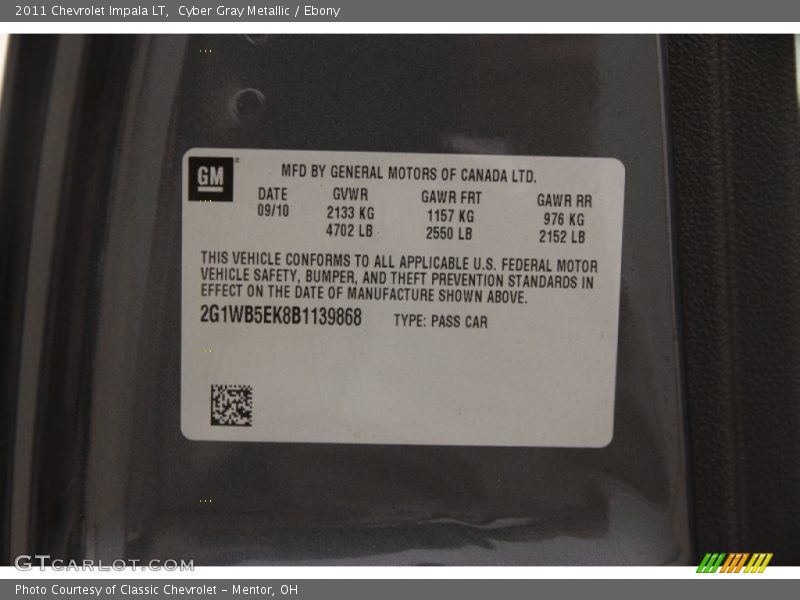 2011 Chevrolet Impala LT,  Cyber Gray Metallic / Ebony
GM
MFD BY GENERAL MOTORS OF CANADA LTD.
DATE GVWR GAWR FRT GAWR RR
09/10 2133 KG 1157 KG 976 KG
4702 LB 2550 LB 2152 LB
THIS VEHICLE CONFORMS TO ALL APPLICABLE U.S. FEDERAL MOTOR
VEHICLE SAFETY, BUMPER, AND THEFT PREVENTION STANDARDS IN
EFFECT ON THE DATE OF MANUFACTURE SHOWN ABOVE.
2G1WB5EK8B1139868 TYPE: PASS CAR
GTCARLOT.COM
Photo Courtesy of Classic Chevrolet - Mentor, OH